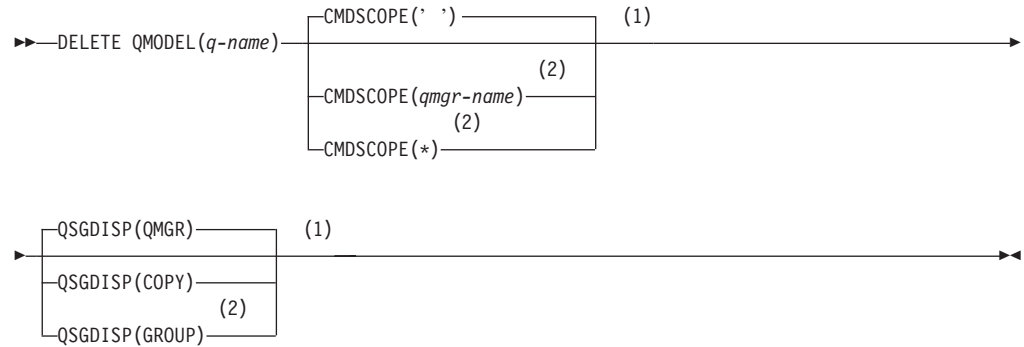 CMDSCOPE(’ ’) (1)
DELETE QMODEL(q-name)
(2)
CMDSCOPE(qmgr-name)
(2)
CMDSCOPE(*)
QSGDISP(QMGR) (1)
QSGDISP(COPY)
(2)
QSGDISP(GROUP)